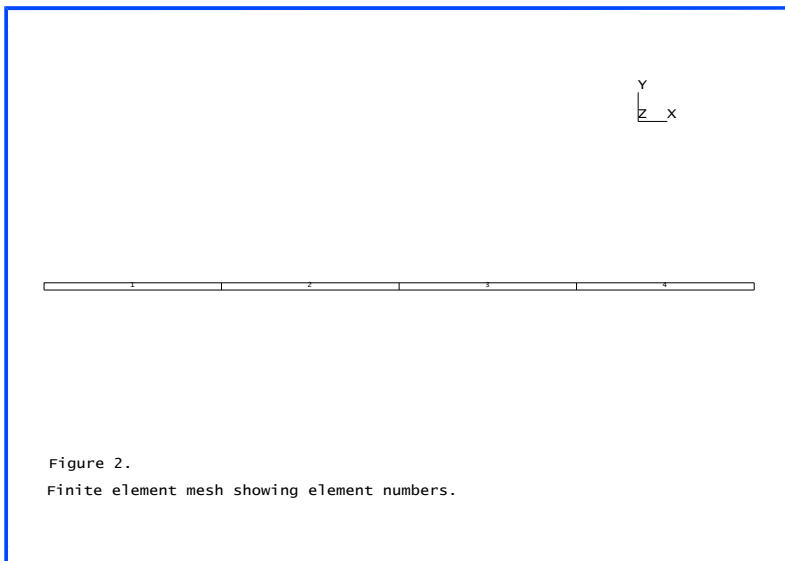 Y
Z X
1 2 3 4
Figure 2.
Finite element mesh showing element numbers.